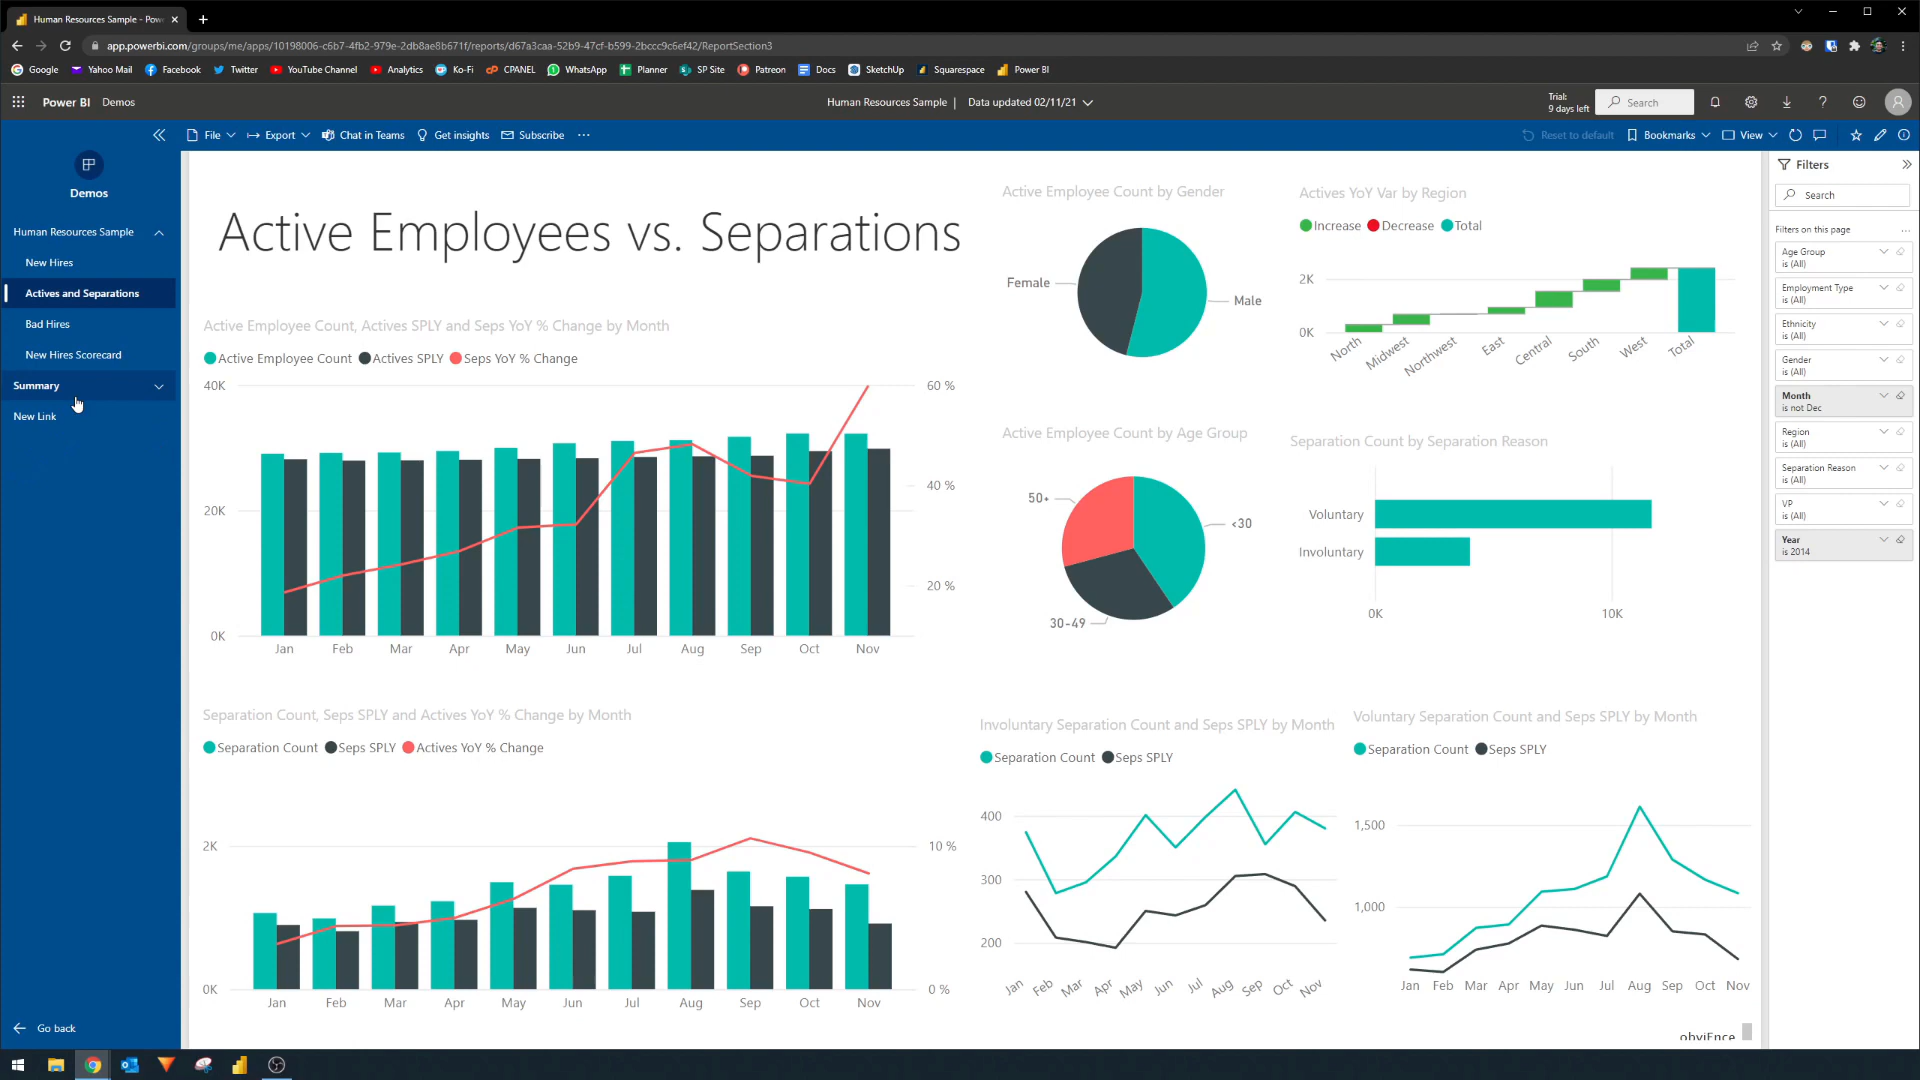 Human Resources Sample - Pow
app.powerbi.com/groups/me/apps/10198006-c6b7-4fb2-979e-2db8ae8b671f/reports/d67a3caa-52b9-47cf-b599-2bccc9c6ef42/ReportSection3
Google Yahoo Mail Facebook Twitter YouTube Channel Analytics Ko-Fi CPANEL WhatsApp Planner SP Site Patreon Docs SketchUp Squarespace Power BI
Power BI Demos
Human Resources Sample | Data updated 02/11/21
Trial:
9 days left
Search
File Export Chat in Teams Get insights Subscribe ...
Reset to default Bookmarks View
Demos
Human Resources Sample
New Hires
Actives and Separations
Bad Hires
New Hires Scorecard
Summary
New Link
Go back
Active Employees vs. Separations
Active Employee Count, Actives SPLY and Seps YoY % Change by Month
Active Employee Count Actives SPLY Seps YoY % Change
40K
20K
0K
60 %
40 %
20 %
Jan Feb Mar Apr May Jun Jul Aug Sep Oct Nov
Separation Count, Seps SPLY and Actives YoY % Change by Month
Separation Count Seps SPLY Actives YoY % Change
2K
0K
10 %
0 %
Jan Feb Mar Apr May Jun Jul Aug Sep Oct Nov
Active Employee Count by Gender
Female
Male
Actives YoY Var by Region
Increase Decrease Total
2K
0K
North Midwest Northwest East Central South West Total
Active Employee Count by Age Group
50+
<30
30-49
Separation Count by Separation Reason
Voluntary
Involuntary
0K 10K
Involuntary Separation Count and Seps SPLY by Month
Separation Count Seps SPLY
400
300
200
Jan Feb Mar Apr May Jun Jul Aug Sep Oct Nov
Voluntary Separation Count and Seps SPLY by Month
Separation Count Seps SPLY
1,500
1,000
Jan Feb Mar Apr May Jun Jul Aug Sep Oct Nov
obviEnce
Filters
Search
Filters on this page ...
Age Group
is (All)
Employment Type
is (All)
Ethnicity
is (All)
Gender
is (All)
Month
is not Dec
Region
is (All)
Separation Reason
is (All)
VP
is (All)
Year
is 2014